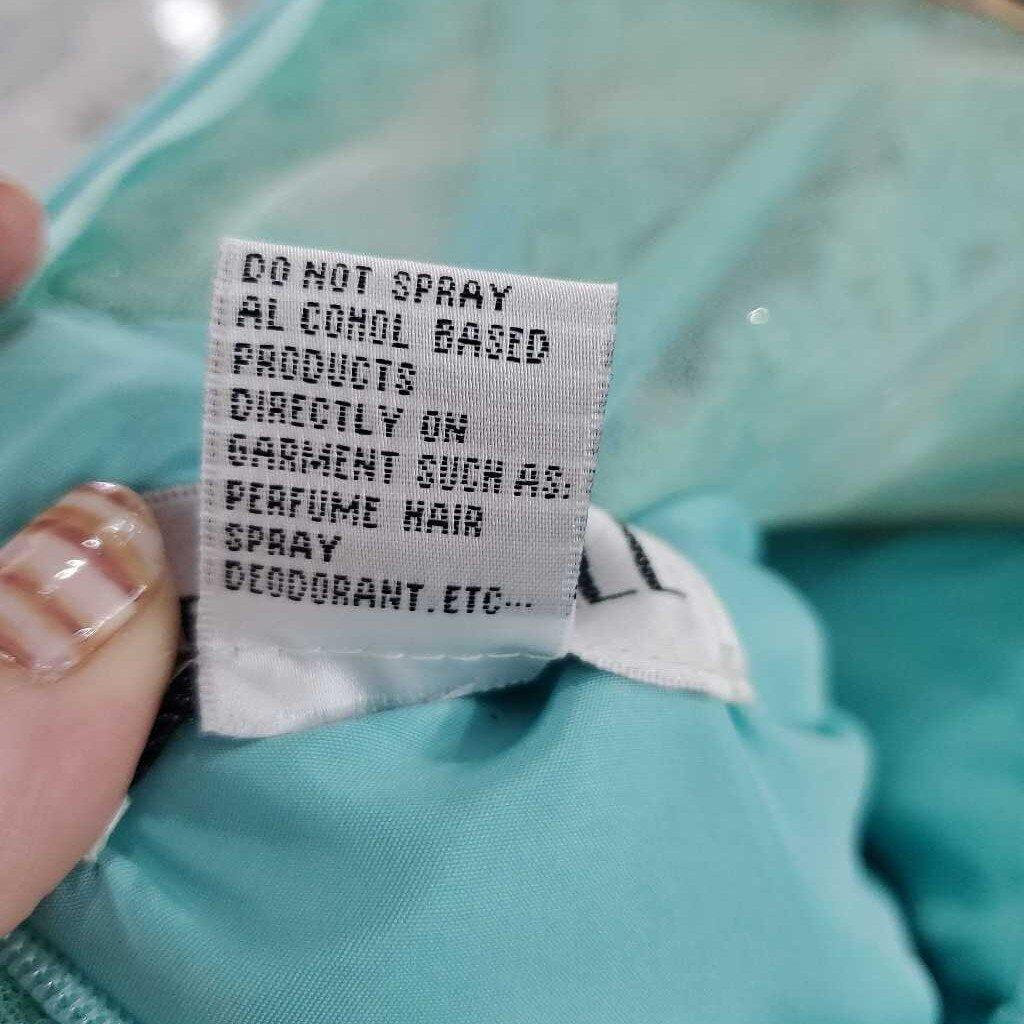 DO NOT SPRAY
AL COHOL BASED
PRODUCTS
DIRECTLY ON
GARMENT SUCH AS:
PERFUME HAIR
SPRAY
DEODORANT.ETC...